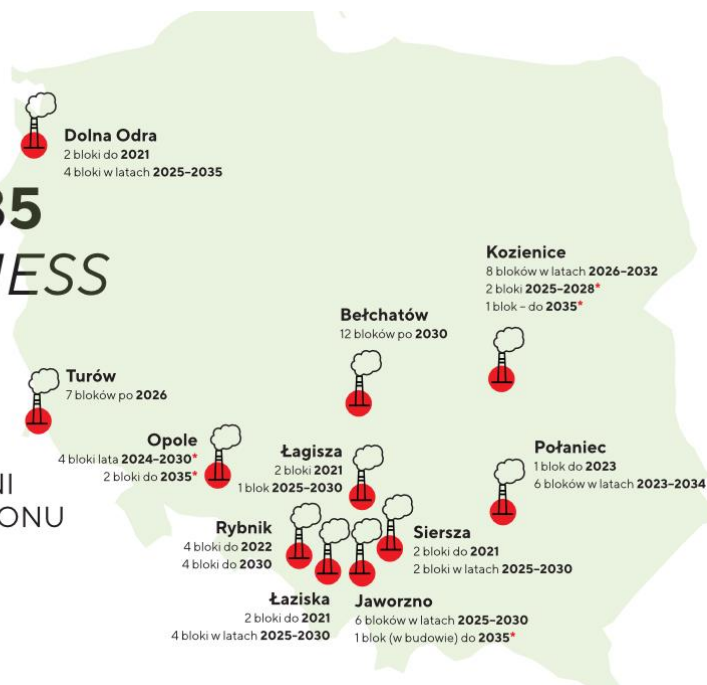 Dolna Odra
2 bloki do 2021
4 bloki w latach 2025–2035
35
Kozienice
8 bloków w latach 2026–2032
2 bloki 2025–2028*
1 blok – do 2035*
Bełchatów
12 bloków po 2030
Turów
7 bloków po 2026
Opole
4 bloki lata 2024–2030*
2 bloki do 2035*
Łagisza
2 bloki 2021
1 blok 2025–2030
Połaniec
1 blok do 2023
6 bloków w latach 2023–2034
Rybnik
4 bloki do 2022
4 bloki do 2030
Siersza
2 bloki do 2021
2 bloki w latach 2025–2030
Łaziska
2 bloki do 2021
4 bloki w latach 2025-2030
Jaworzno
6 bloków w latach 2025–2030
1 blok (w budowie) do 2035*